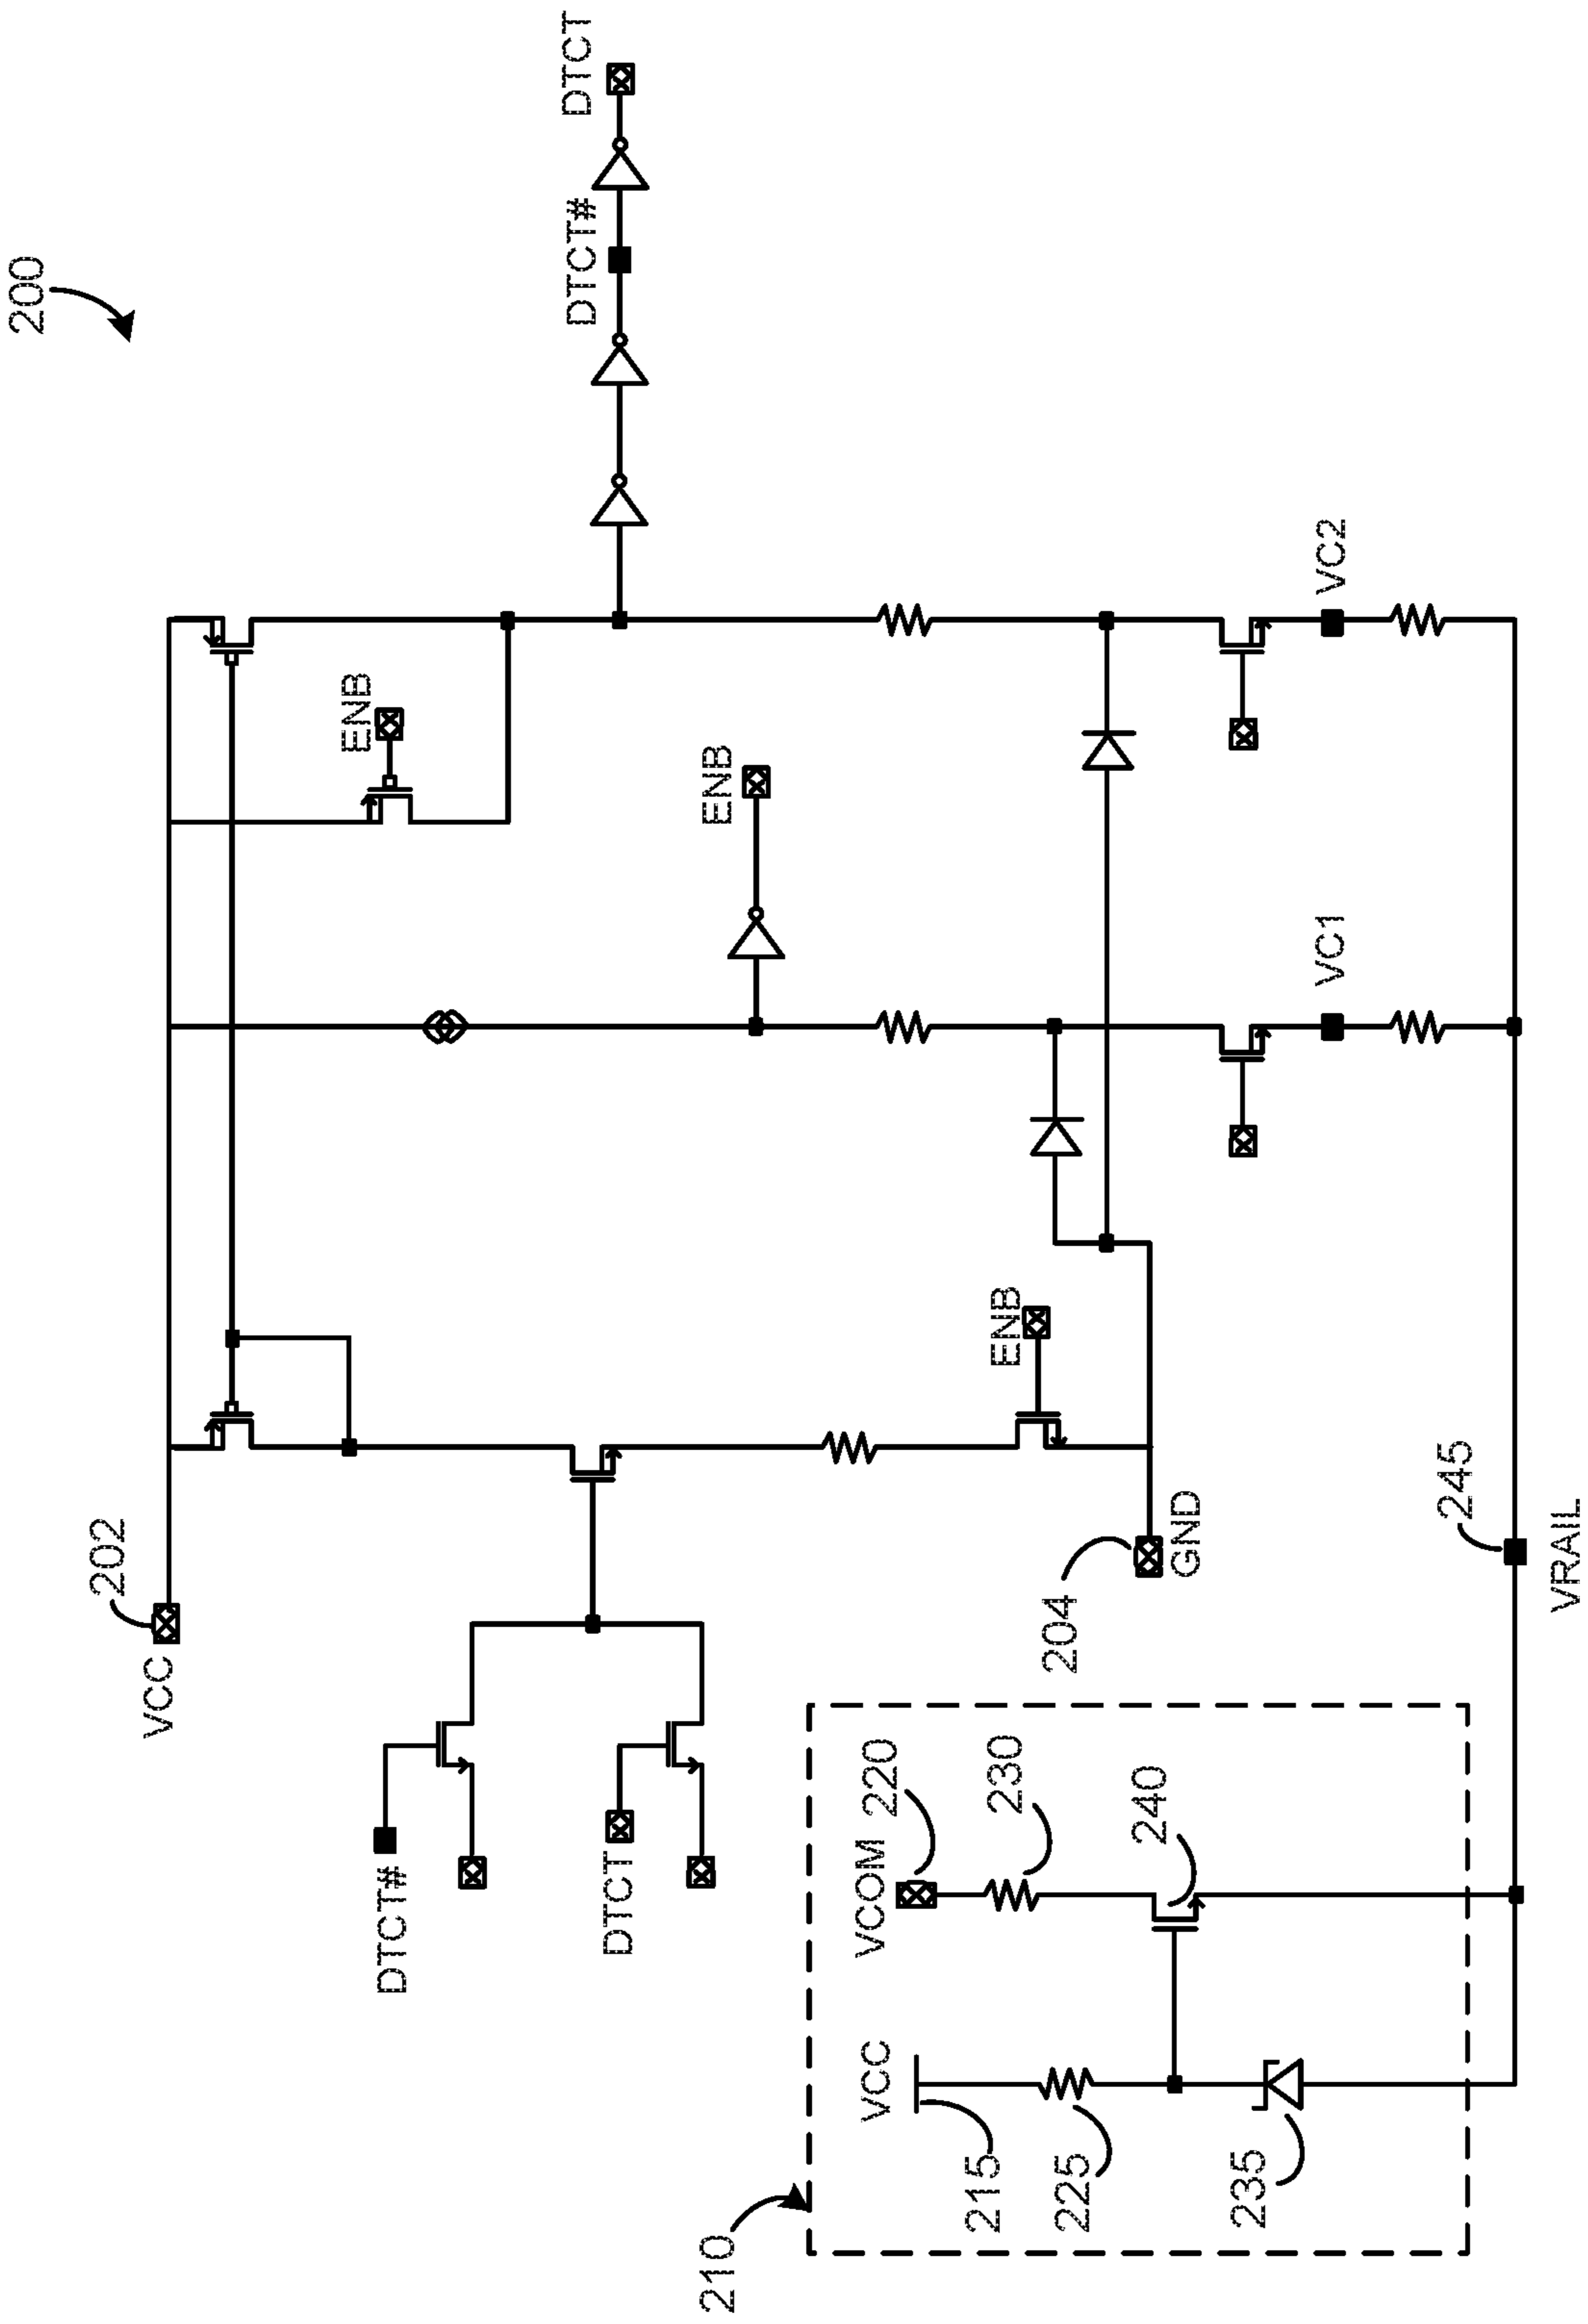 200
VCC
202
DTCT#
DTCT
ENB
ENB
ENB
DTCT#
DTCT
204
GND
VC1
VC2
210
VCC
215
225
235
VCOM
220
230
240
245
VRAIL